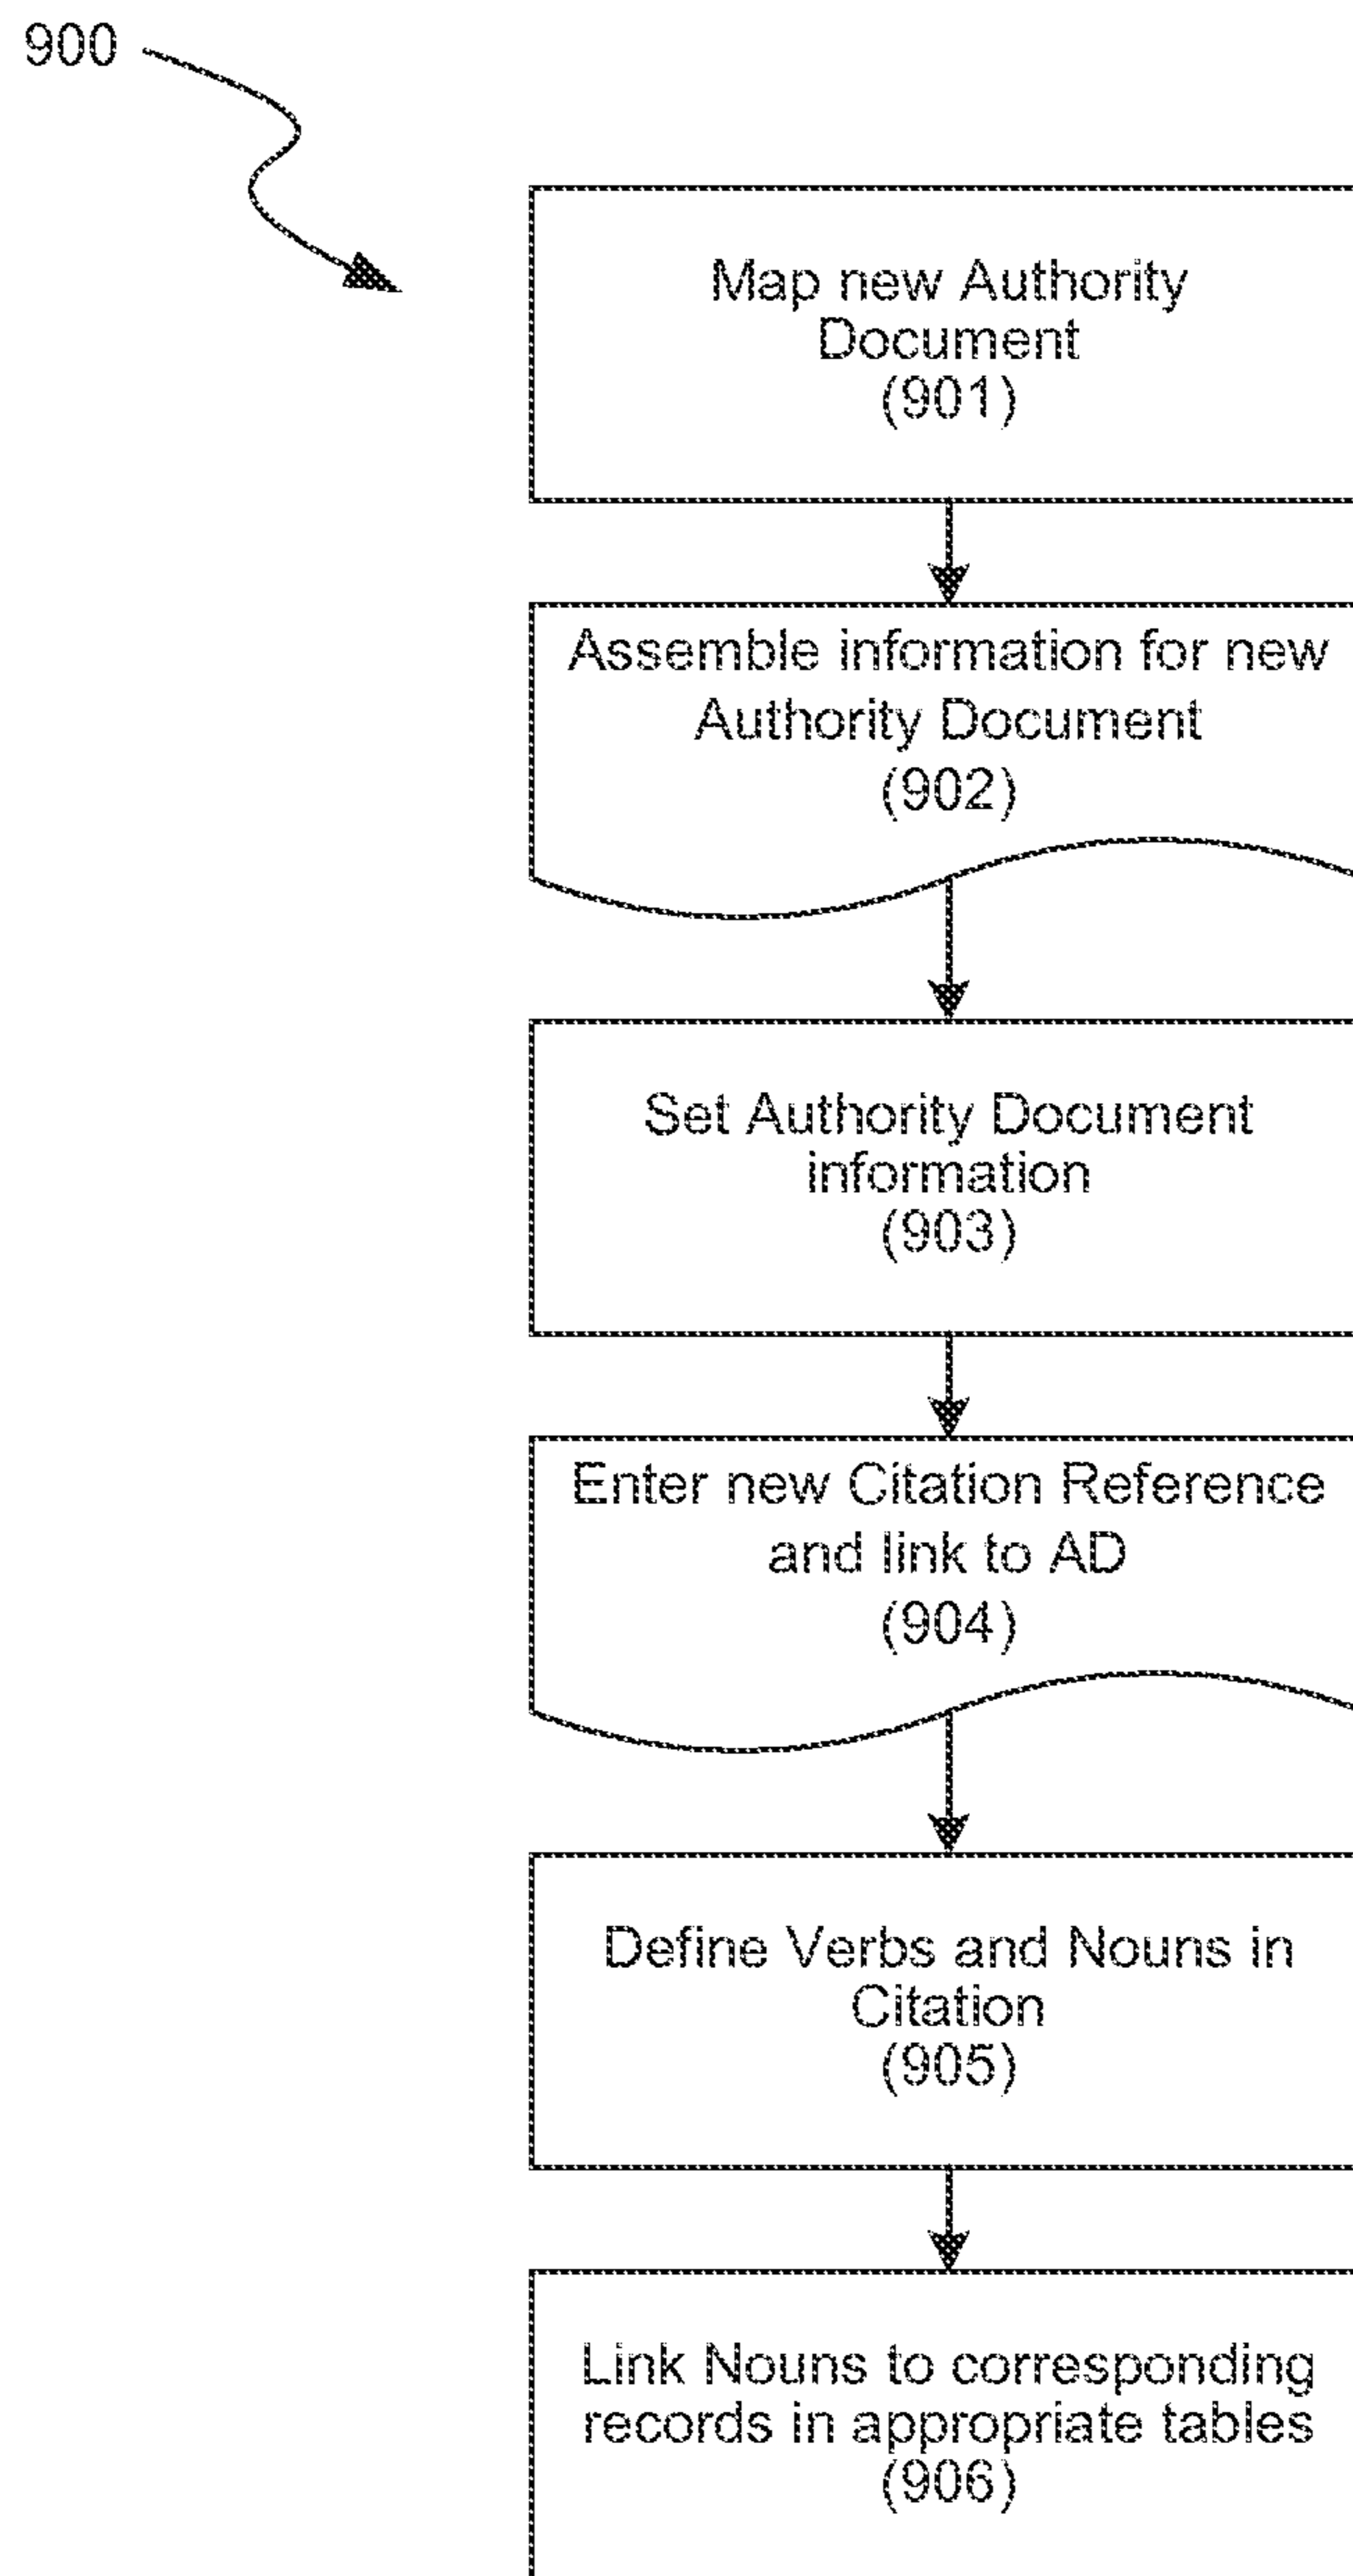 900
Map new Authority
Document
(901)
Assemble information for new
Authority Document
(902)
Set Authority Document
information
(903)
Enter new Citation Reference
and link to AD
(904)
Define Verbs and Nouns in
Citation
(905)
Link Nouns to corresponding
records in appropriate tables
(906)